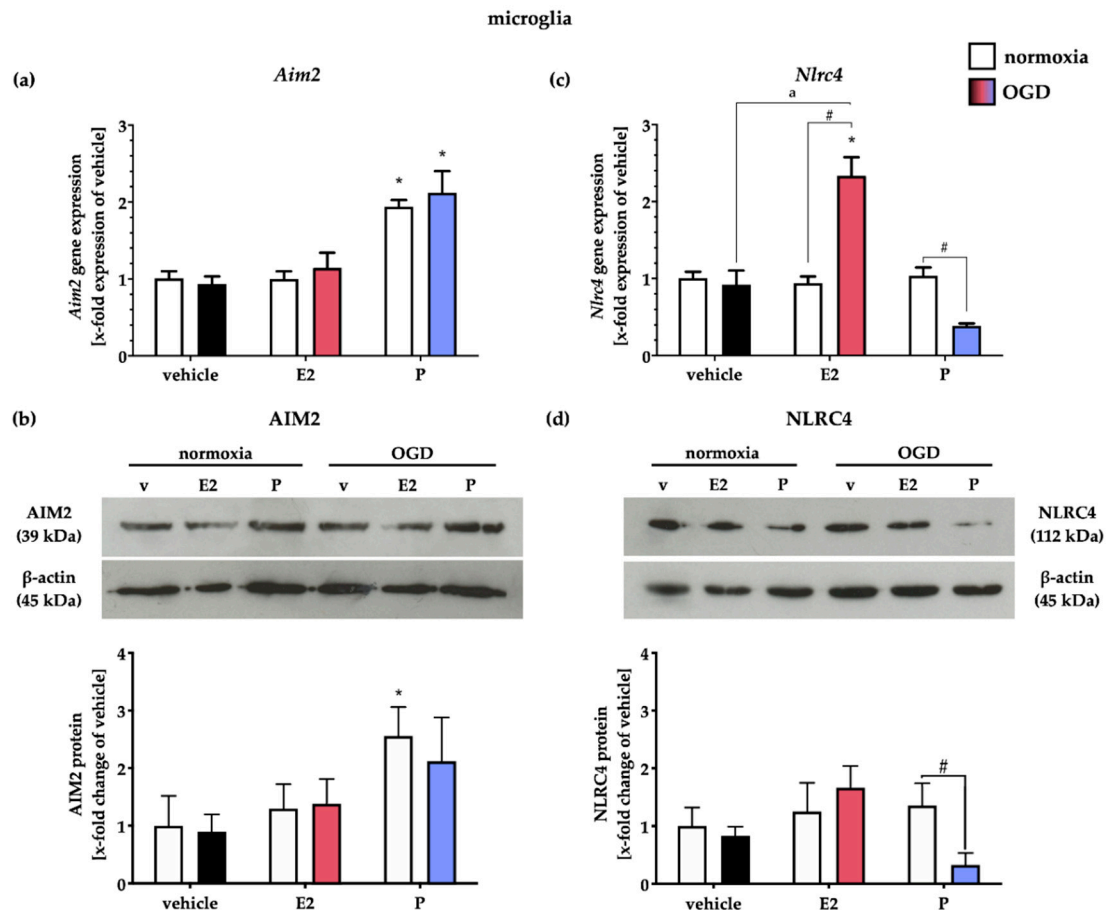 microglia
normoxia
OGD
(a)
Aim2
Aim2 gene expression
[x-fold expression of vehicle]
3
2
1
0
*
*
vehicle E2 P
(c)
Nlrc4
Nlrc4 gene expression
[x-fold expression of vehicle]
3
2
1
0
a
#
*
#
vehicle E2 P
(b)
AIM2
normoxia OGD
v E2 P v E2 P
AIM2
(39 kDa)
β-actin
(45 kDa)
AIM2 protein
[x-fold change of vehicle]
4
3
2
1
0
*
vehicle E2 P
(d)
NLRC4
normoxia OGD
v E2 P v E2 P
NLRC4
(112 kDa)
β-actin
(45 kDa)
NLRC4 protein
[x-fold change of vehicle]
4
3
2
1
0
#
vehicle E2 P